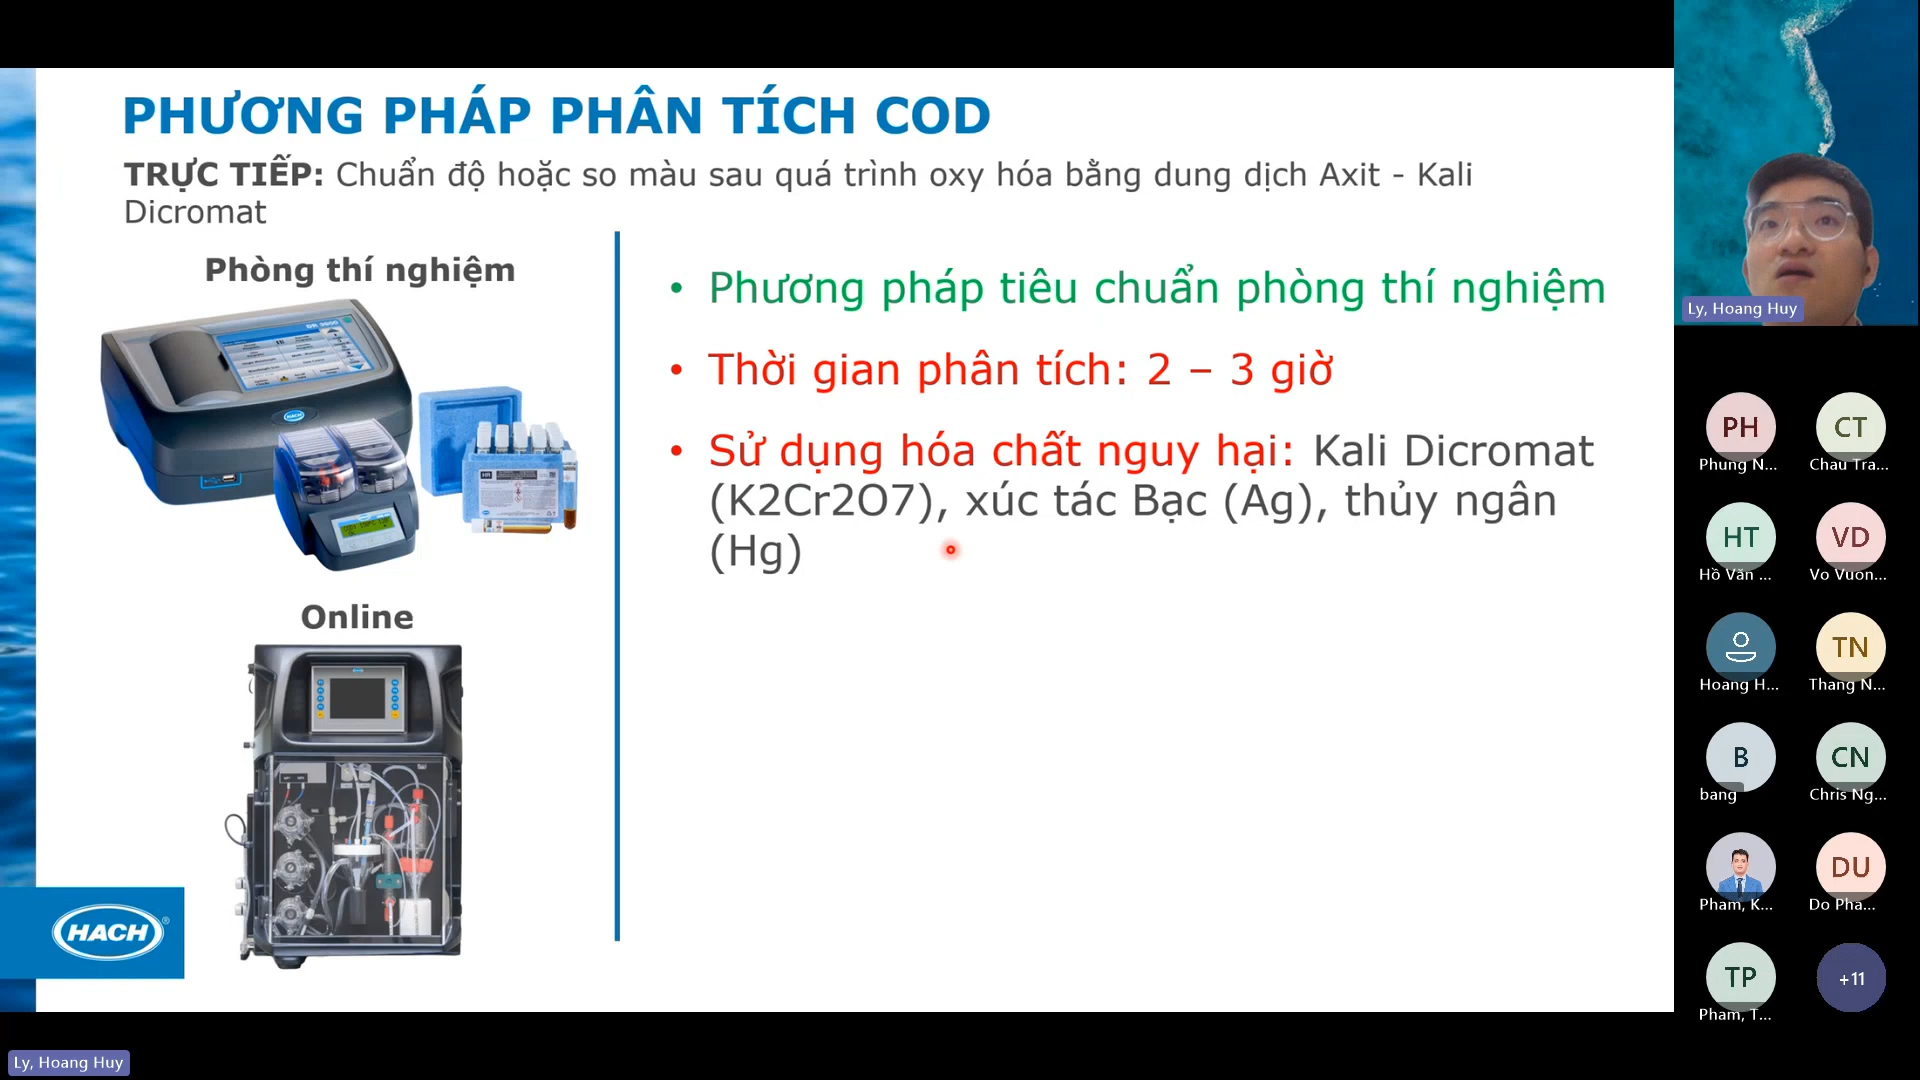 PHƯƠNG PHÁP PHÂN TÍCH COD
TRỰC TIẾP: Chuẩn độ hoặc so màu sau quá trình oxy hóa bằng dung dịch Axit - Kali
Dicromat
Phòng thí nghiệm
DR 3900
HACH
Online
HACH
• Phương pháp tiêu chuẩn phòng thí nghiệm
• Thời gian phân tích: 2 – 3 giờ
• Sử dụng hóa chất nguy hại: Kali Dicromat
(K2Cr2O7), xúc tác Bạc (Ag), thủy ngân
(Hg)
Ly, Hoang Huy
PH
Phung N...
CT
Chau Tra...
HT
Hồ Văn ...
VD
Vo Vuon...
Hoang H...
TN
Thang N...
B
bang
CN
Chris Ng...
Pham, K...
DU
Do Pha...
TP
Pham, T...
+11
Ly, Hoang Huy